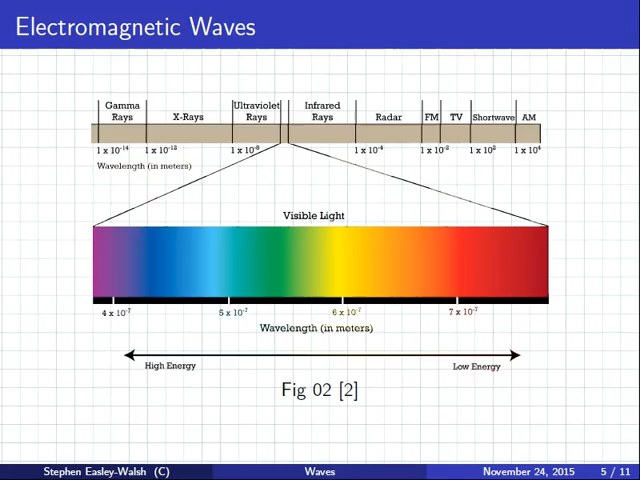 Electromagnetic Waves
Gamma Rays
X-Rays
Ultraviolet Rays
Infrared Rays
Radar
FM
TV
Shortwave
AM
1 x 10-14
1 x 10-12
1 x 10-8
1 x 10-4
1 x 10-2
1 x 102
1 x 104
Wavelength (in meters)
Visible Light
4 x 10-7
5 x 10-7
6 x 10-7
7 x 10-7
Wavelength (in meters)
High Energy
Low Energy
Fig 02 [2]
Stephen Easley-Walsh (C)
Waves
November 24, 2015
5 / 11